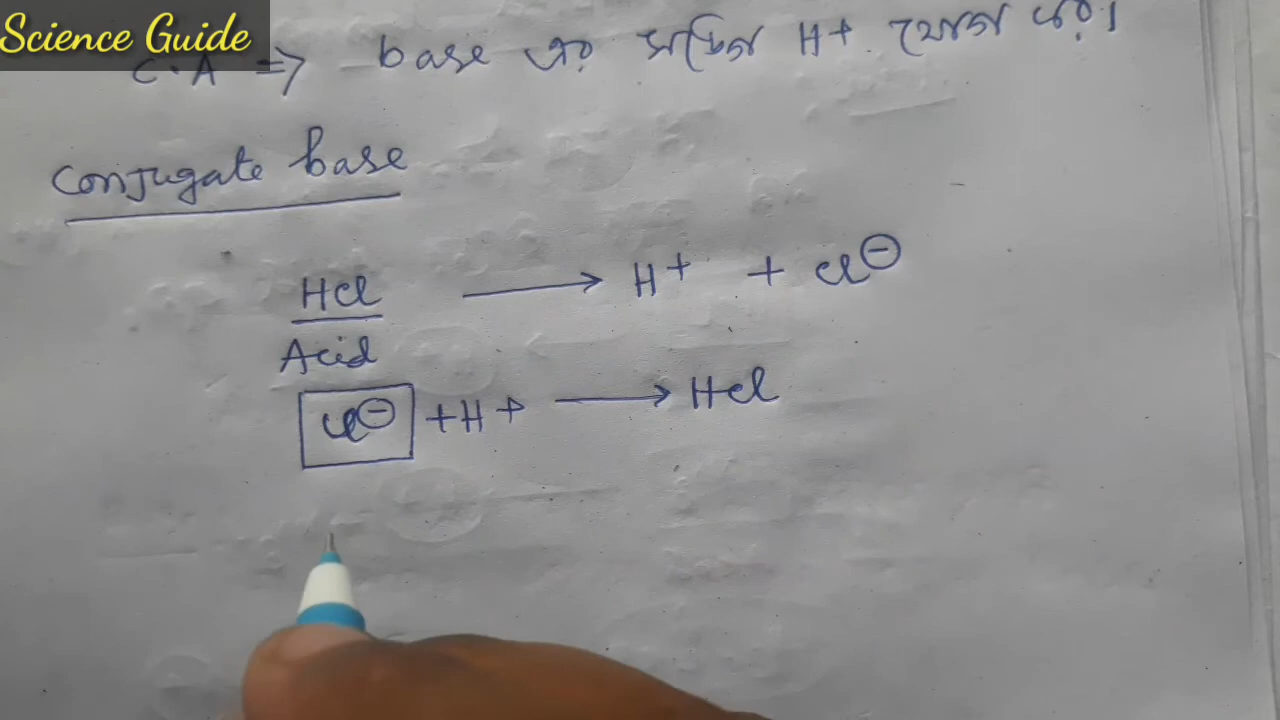 Science Guide
C.A ⇒ base এর সহিত H+ যোগ কর।
Conjugate base
HCl ⟶ H+ + Cl⊖
Acid
Cl⊖ + H+ ⟶ HCl